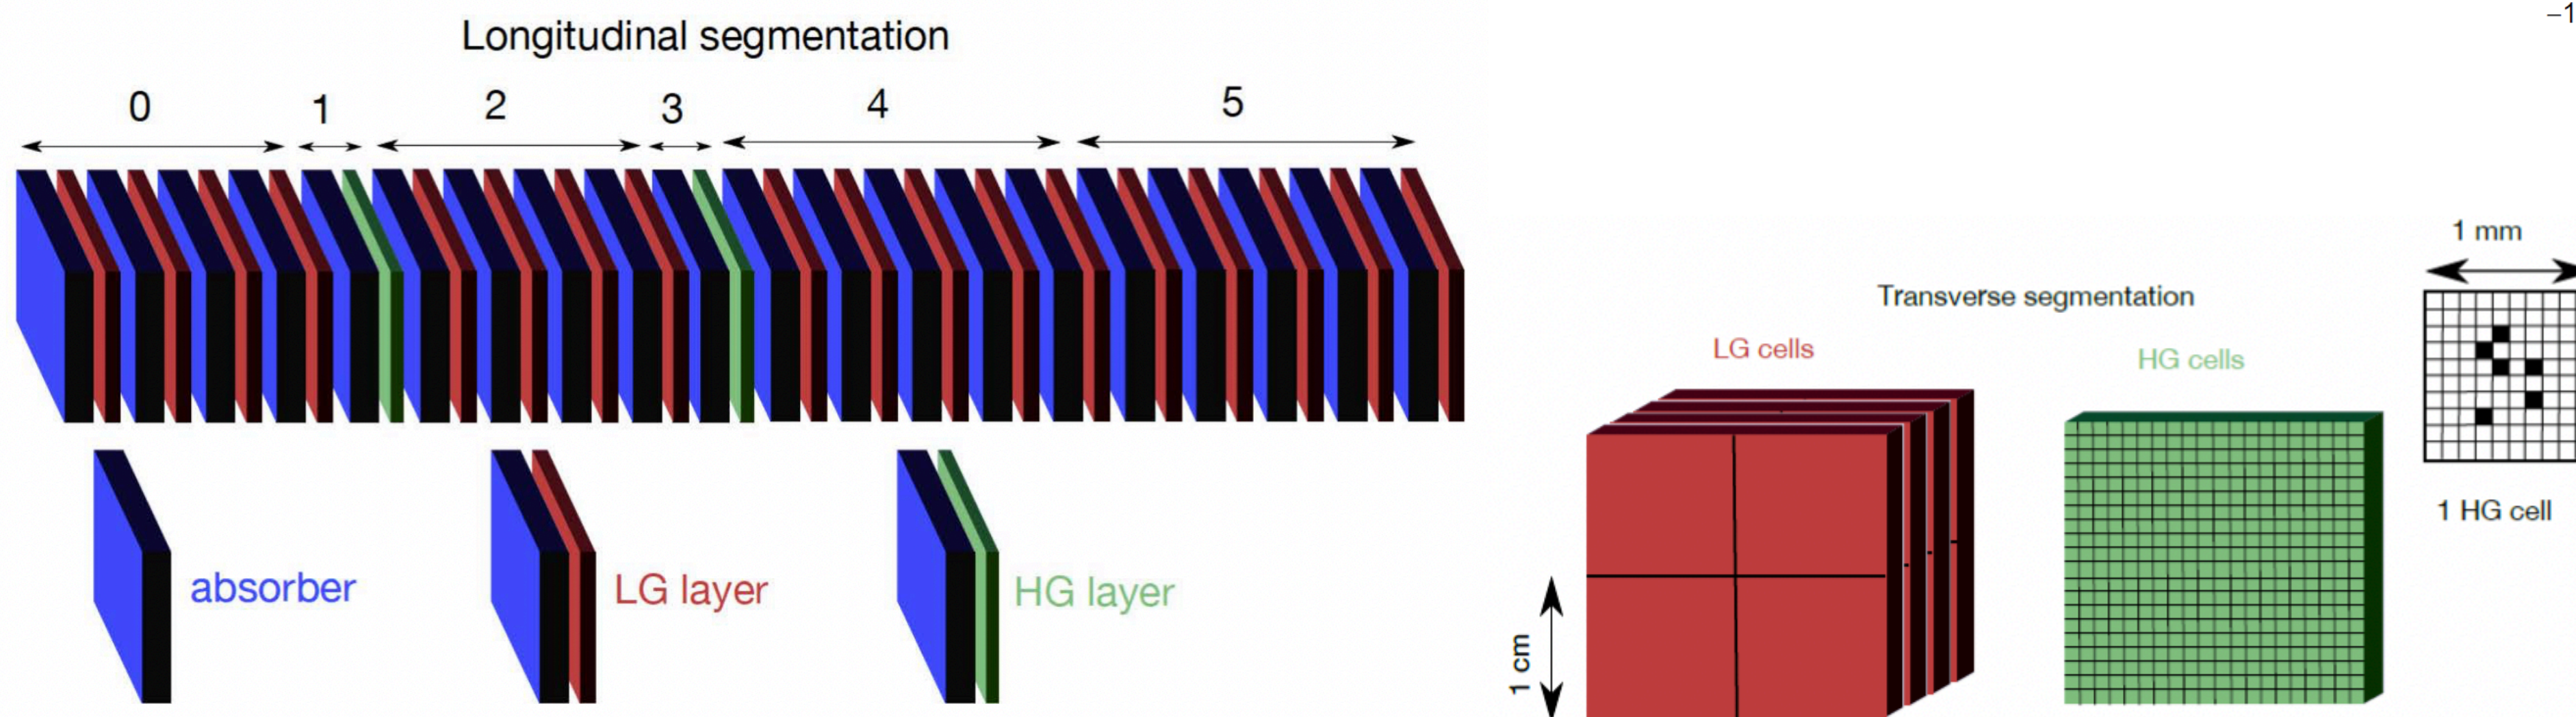 Longitudinal segmentation
0 1 2 3 4 5
absorber
LG layer
HG layer
–1
1 mm
Transverse segmentation
LG cells
HG cells
1 HG cell
1 cm